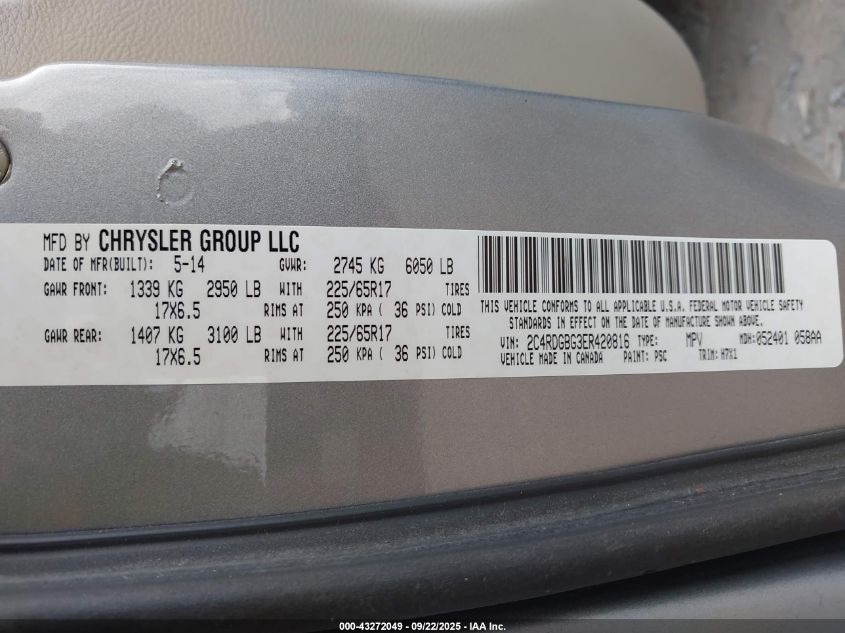 MFD BY CHRYSLER GROUP LLC
DATE OF MFR(BUILT): 5-14 GVWR: 2745 KG 6050 LB
GAWR FRONT: 1339 KG 2950 LB WITH 225/65R17 TIRES
17X6.5 RIMS AT 250 KPA ( 36 PSI) COLD
GAWR REAR: 1407 KG 3100 LB WITH 225/65R17 TIRES
17X6.5 RIMS AT 250 KPA ( 36 PSI) COLD
THIS VEHICLE CONFORMS TO ALL APPLICABLE U.S.A. FEDERAL MOTOR VEHICLE SAFETY
STANDARDS IN EFFECT ON THE DATE OF MANUFACTURE SHOWN ABOVE.
VIN: 2C4RDGBG3ER420816 TYPE: MPV MDH:052401 058AA
VEHICLE MADE IN CANADA PAINT: PSC TRIM: H7X1
000-43272049 - 09/22/2025 - IAA Inc.